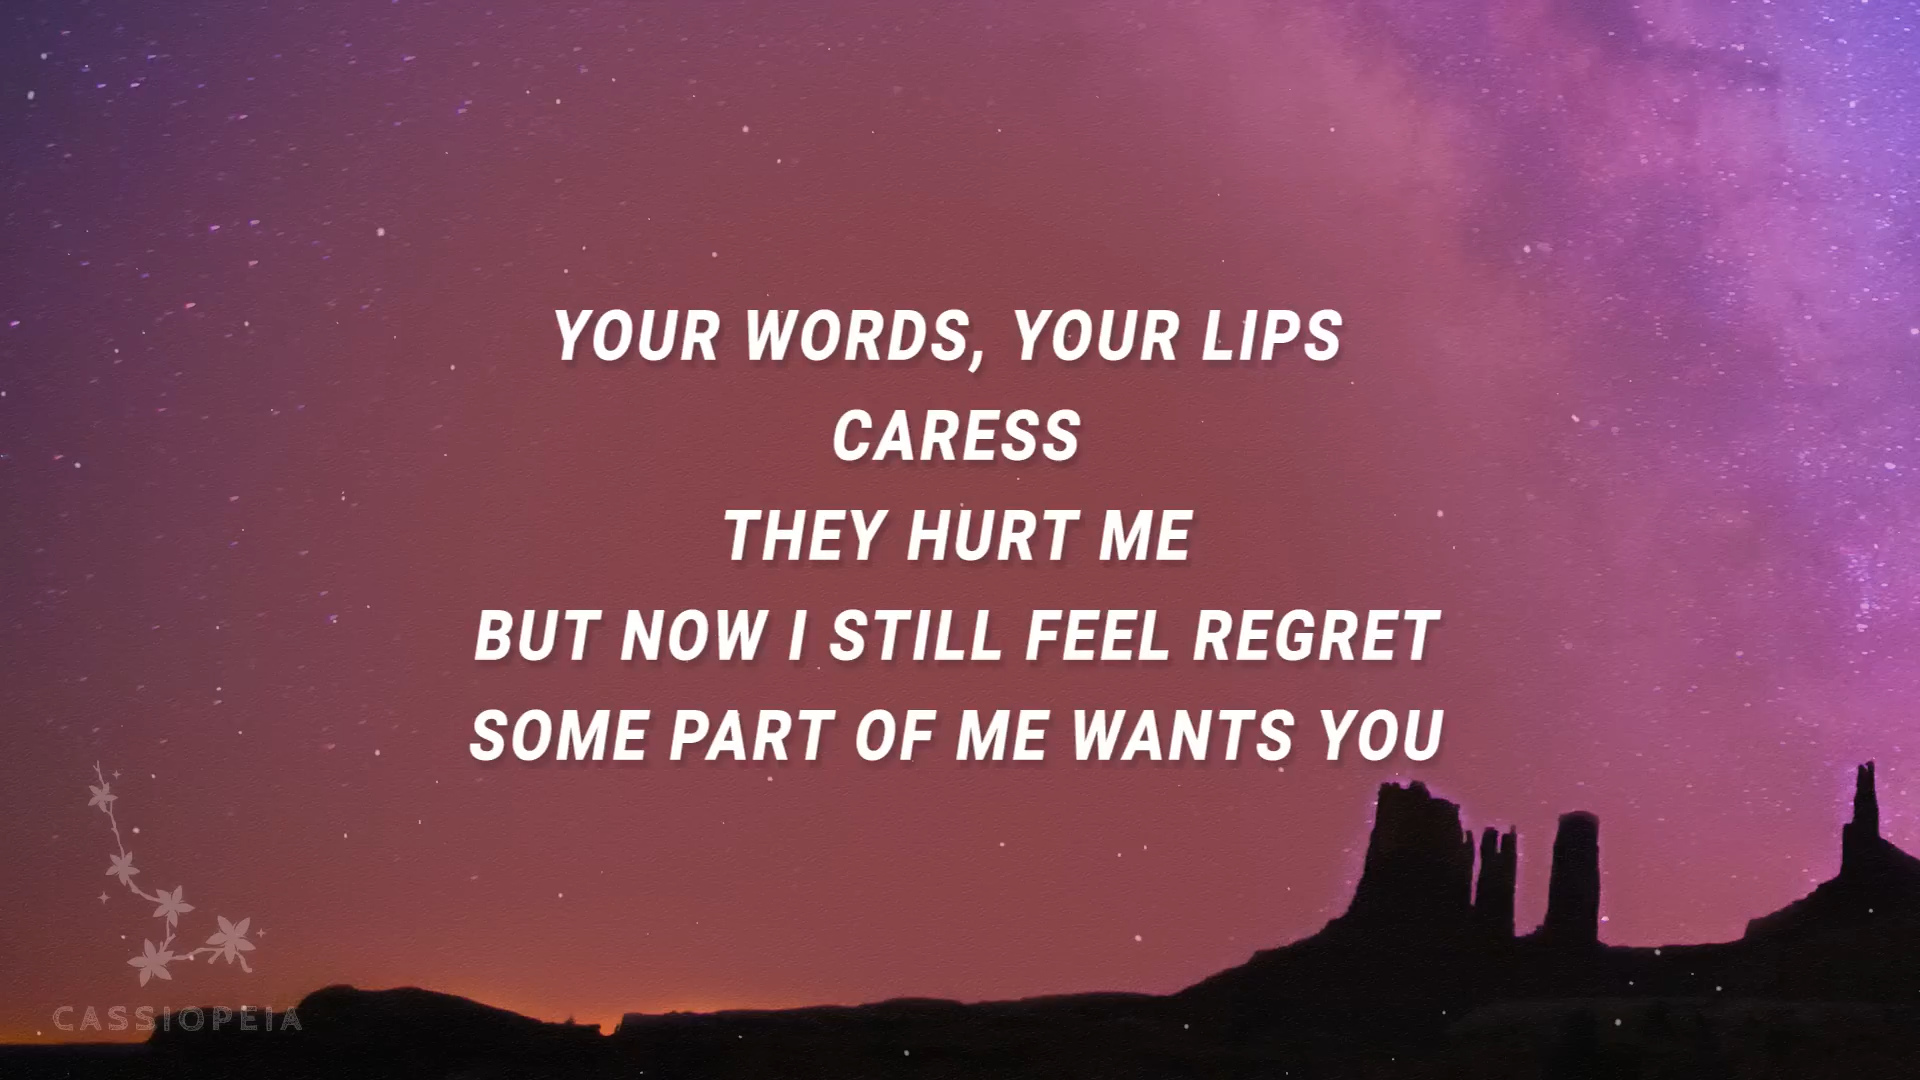 YOUR WORDS, YOUR LIPS
CARESS
THEY HURT ME
BUT NOW I STILL FEEL REGRET
SOME PART OF ME WANTS YOU
CASSIOPEIA